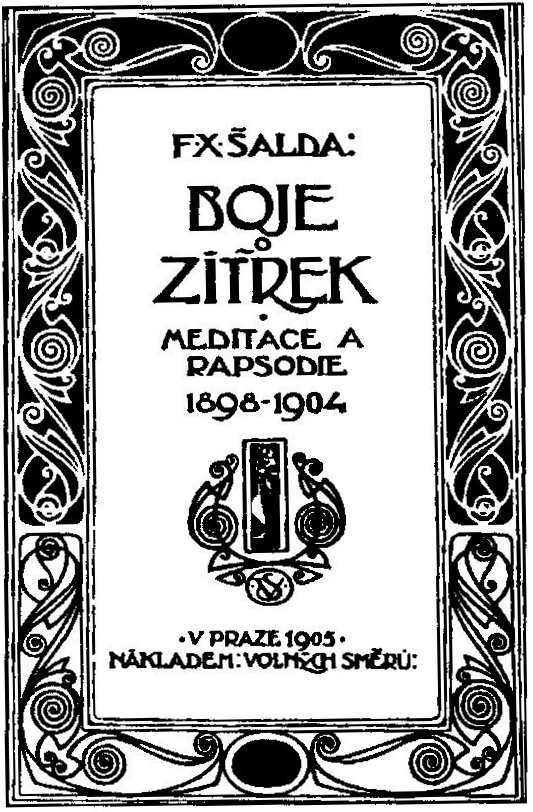 F·X·ŠALDA:
BOJE
o
ZÍTŘEK
MEDITACE A
RAPSODIE
1898-1904
·V PRAZE 1905·
NÁKLADEM: VOLNÝCH SMĚRŮ: